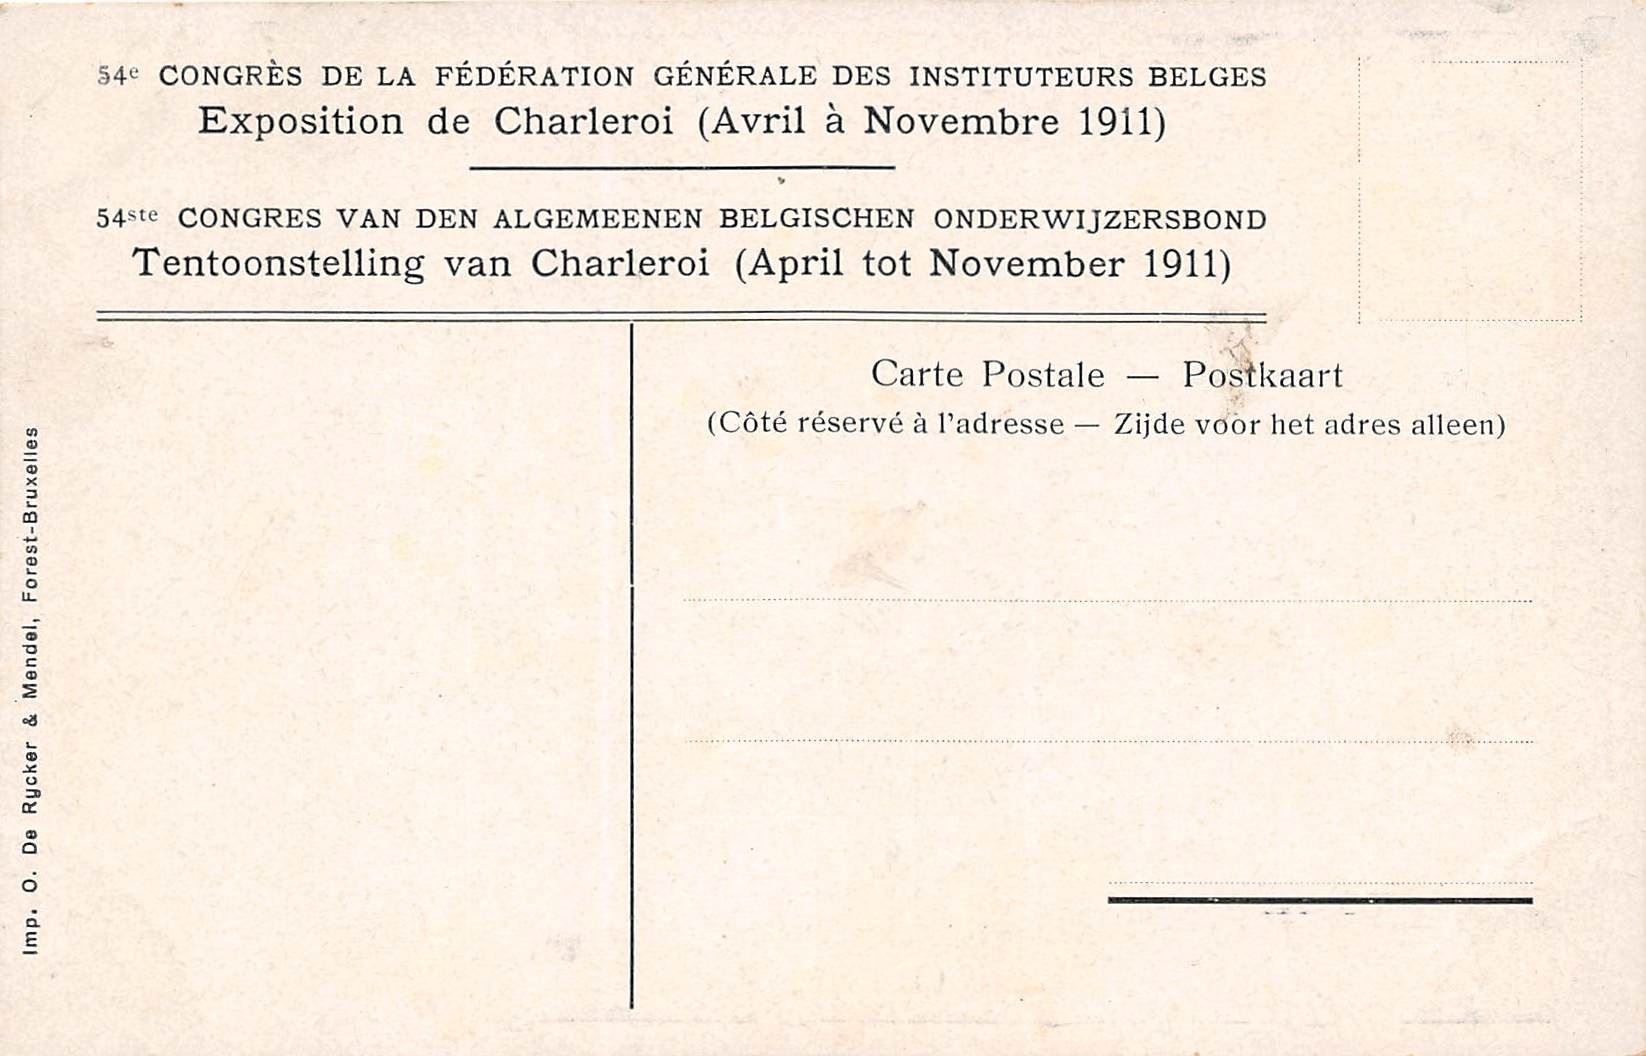 54e CONGRÈS DE LA FÉDÉRATION GÉNÉRALE DES INSTITUTEURS BELGES
Exposition de Charleroi (Avril à Novembre 1911)
54ste CONGRES VAN DEN ALGEMEENEN BELGISCHEN ONDERWIJZERSBOND
Tentoonstelling van Charleroi (April tot November 1911)
Carte Postale — Postkaart
(Côté réservé à l'adresse — Zijde voor het adres alleen)
Imp. O. De Rycker & Mendel, Forest-Bruxelles